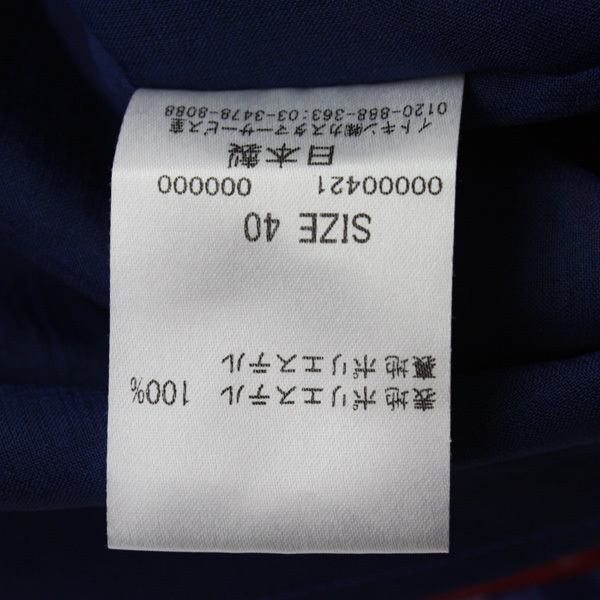 表地 ポリエステル 100%
裏地 ポリエステル
SIZE 40
00000421 000000
日本製
イトキン㈱カスタマーサービス室
0120-888-363:03-3478-8088